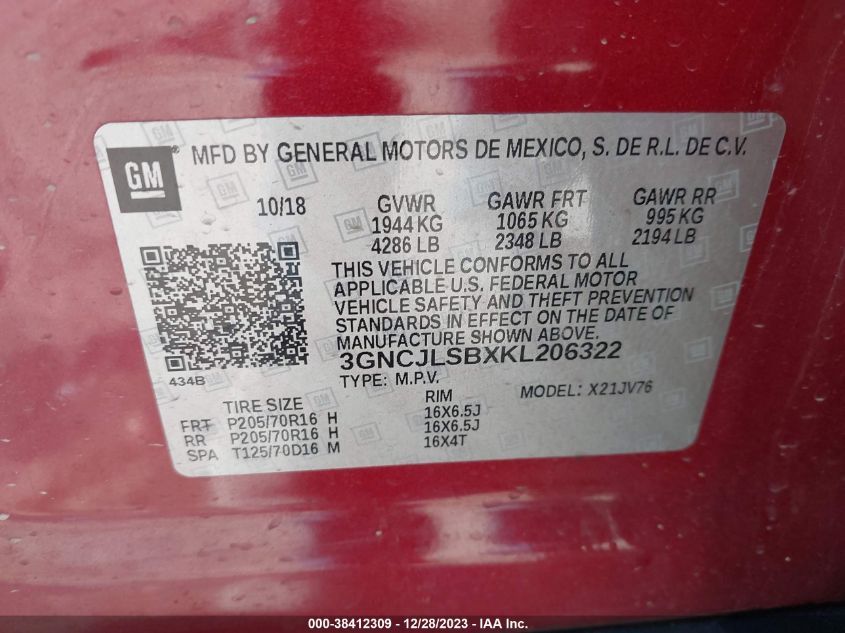 GM ® MFD BY GENERAL MOTORS DE MEXICO, S. DE R.L. DE C.V.
10/18 GVWR GAWR FRT GAWR RR
1944 KG 1065 KG 995 KG
4286 LB 2348 LB 2194 LB
THIS VEHICLE CONFORMS TO ALL
APPLICABLE U.S. FEDERAL MOTOR
VEHICLE SAFETY AND THEFT PREVENTION
STANDARDS IN EFFECT ON THE DATE OF
MANUFACTURE SHOWN ABOVE.
3GNCJLSBXKL206322
434B TYPE: M.P.V. MODEL: X21JV76
TIRE SIZE RIM
FRT P205/70R16 H 16X6.5J
RR P205/70R16 H 16X6.5J
SPA T125/70D16 M 16X4T
000-38412309 - 12/28/2023 - IAA Inc.